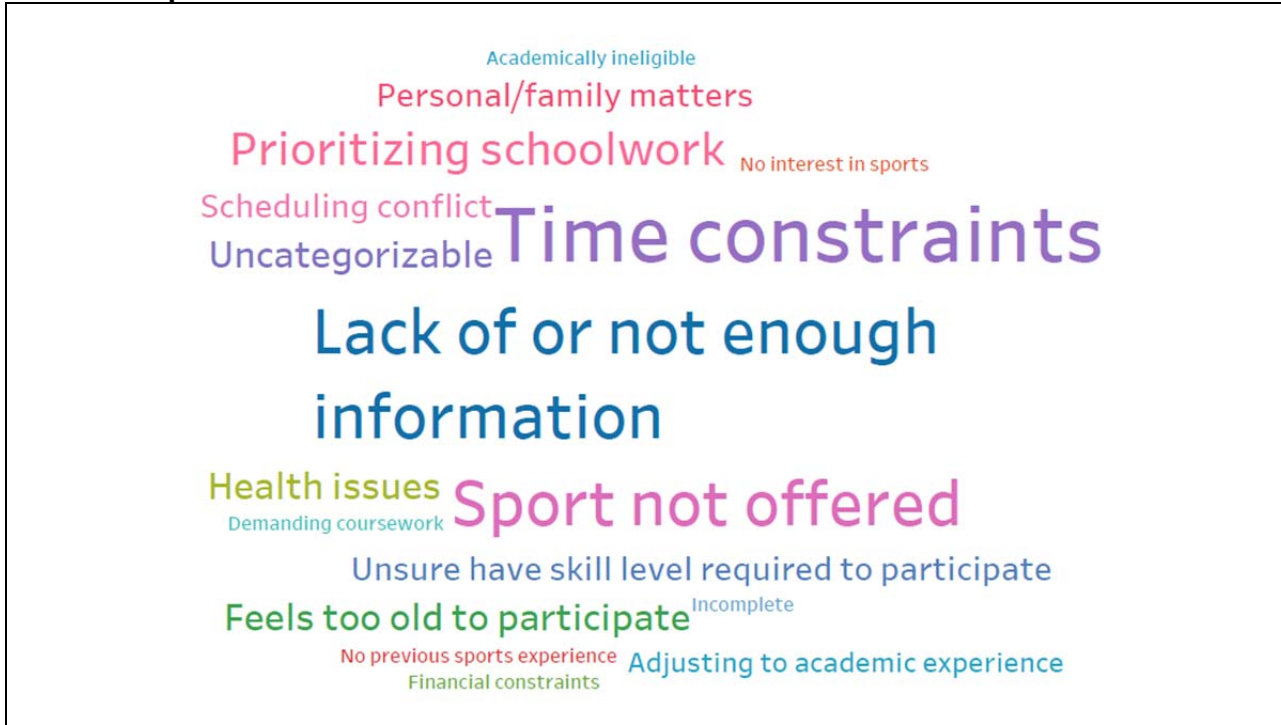 Academically ineligible
Personal/family matters
Prioritizing schoolwork
No interest in sports
Scheduling conflict
Time constraints
Uncategorizable
Lack of or not enough
information
Health issues
Sport not offered
Demanding coursework
Unsure have skill level required to participate
Incomplete
Feels too old to participate
No previous sports experience
Adjusting to academic experience
Financial constraints